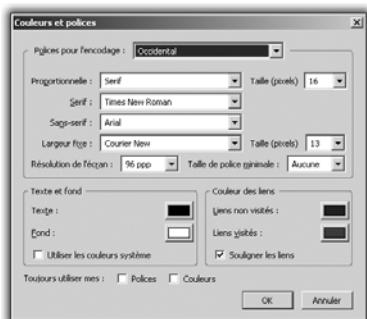 Couleurs et polices
Polices pour l'encodage : Occidental
Proportionnelle : Serif Taille (pixels) 16
Serif : Times New Roman
Sans-serif : Arial
Largeur fixe : Courier New Taille (pixels) 13
Résolution de l'écran : 96 ppp Taille de police minimale : Aucune
Texte et fond
Texte :
Fond :
Utiliser les couleurs système
Couleur des liens
Liens non visités :
Liens visités :
Souligner les liens
Toujours utiliser mes : Polices Couleurs
OK Annuler